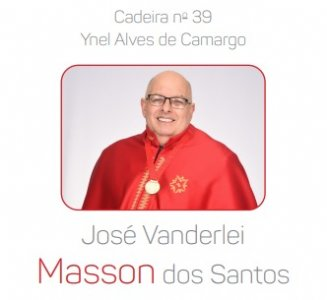 Cadeira nº 39
Ynel Alves de Camargo
José Vanderlei
Masson dos Santos